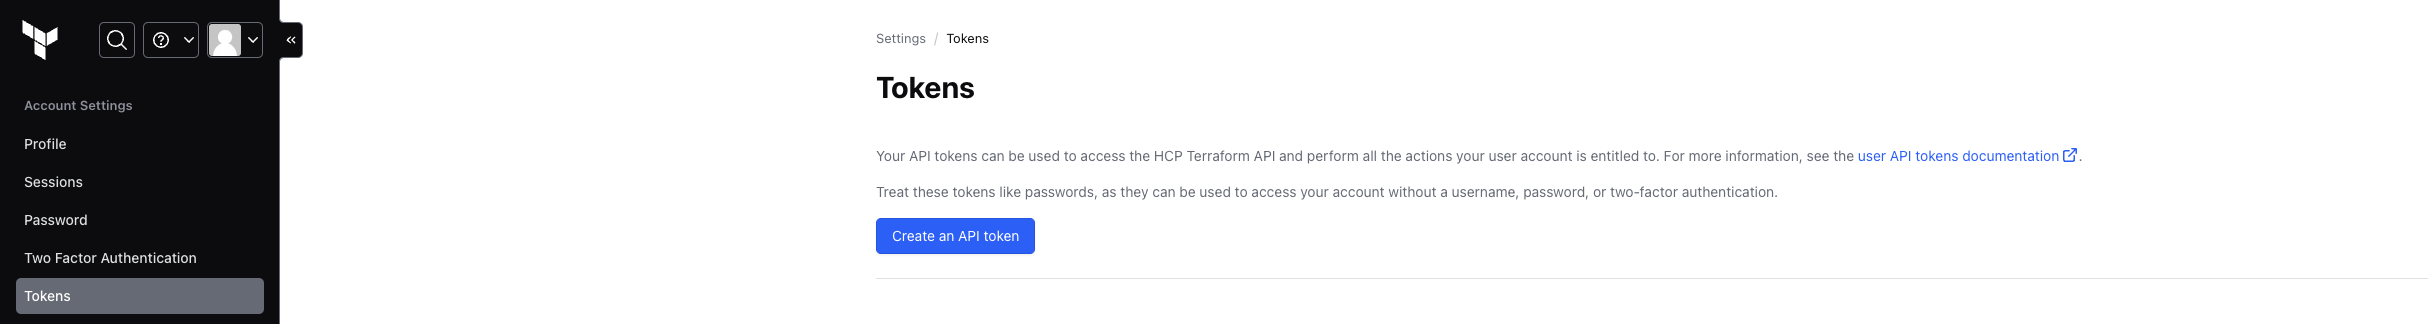 Account Settings
Profile
Sessions
Password
Two Factor Authentication
Tokens
Settings / Tokens
Tokens
Your API tokens can be used to access the HCP Terraform API and perform all the actions your user account is entitled to. For more information, see the user API tokens documentation.
Treat these tokens like passwords, as they can be used to access your account without a username, password, or two-factor authentication.
Create an API token